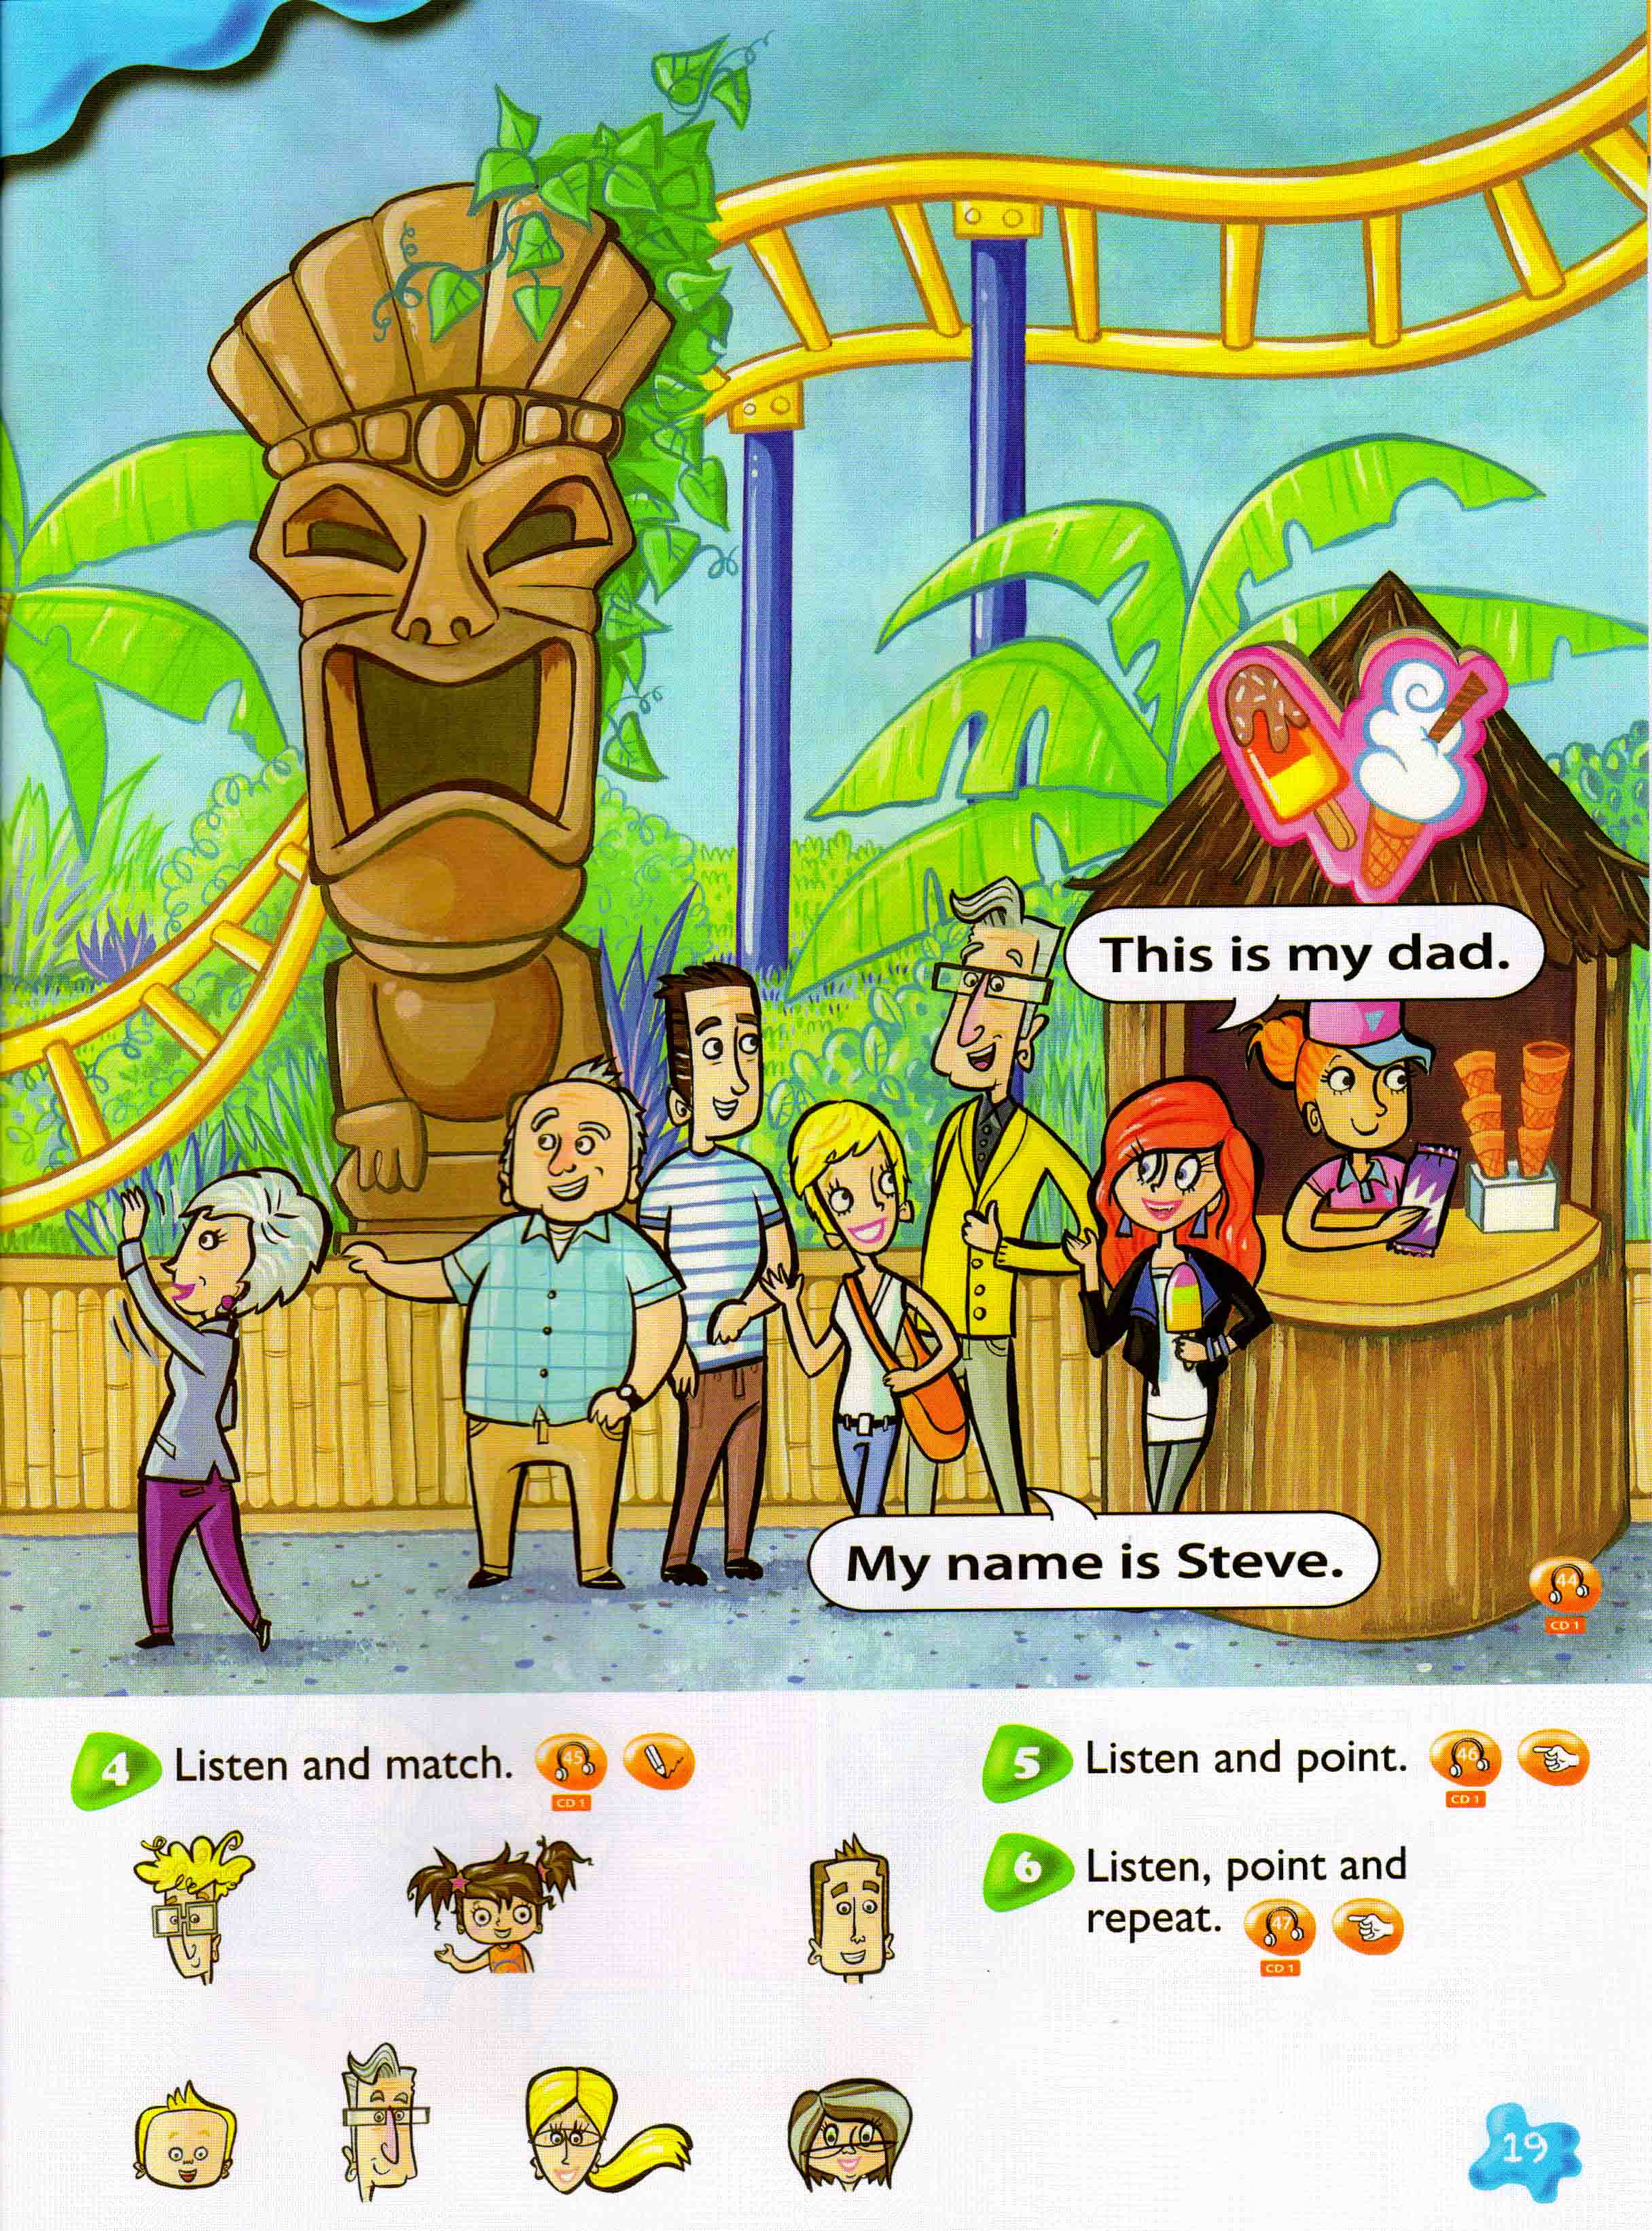 This is my dad.
My name is Steve.
44
CD 1
4 Listen and match. 45
CD 1
5 Listen and point. 46
CD 1
6 Listen, point and
repeat. 47
CD 1
19